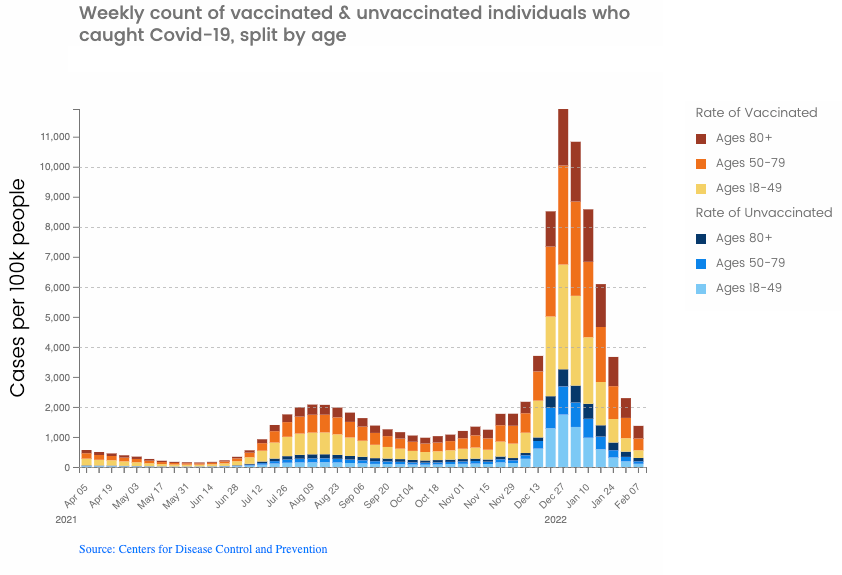 Weekly count of vaccinated & unvaccinated individuals who
caught Covid-19, split by age
Cases per 100k people
11,000
10,000
9,000
8,000
7,000
6,000
5,000
4,000
3,000
2,000
1,000
0
Apr 05
Apr 19
May 03
May 17
May 31
Jun 14
Jun 28
Jul 12
Jul 26
Aug 09
Aug 23
Sep 06
Sep 20
Oct 04
Oct 18
Nov 01
Nov 15
Nov 29
Dec 13
Dec 27
Jan 10
Jan 24
Feb 07
2021
2022
Rate of Vaccinated
Ages 80+
Ages 50-79
Ages 18-49
Rate of Unvaccinated
Ages 80+
Ages 50-79
Ages 18-49
Source: Centers for Disease Control and Prevention